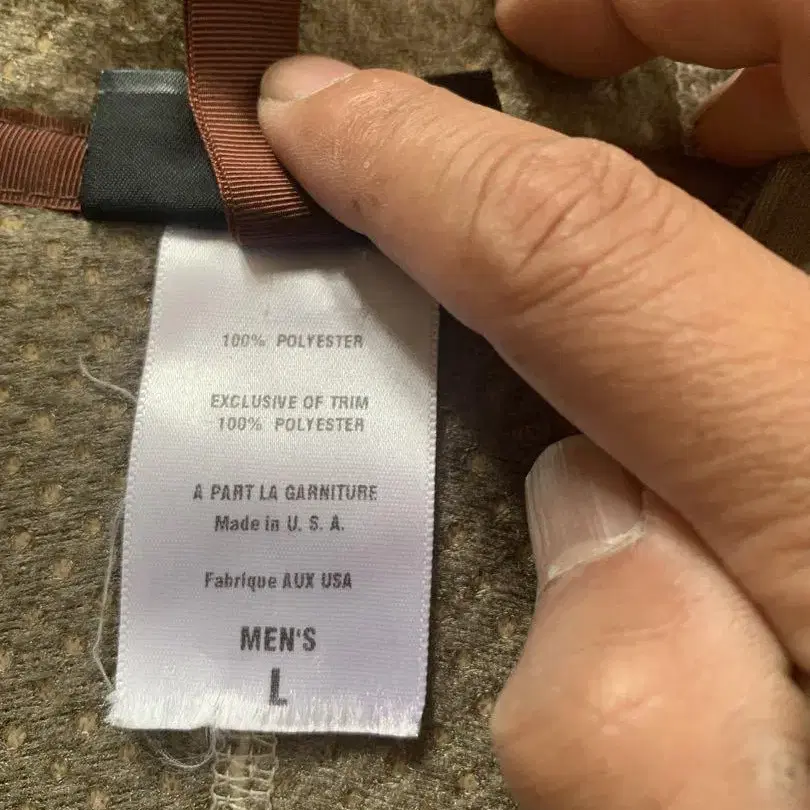 100% POLYESTER
EXCLUSIVE OF TRIM
100% POLYESTER
A PART LA GARNITURE
Made in U. S. A.
Fabrique AUX USA
MEN'S
L